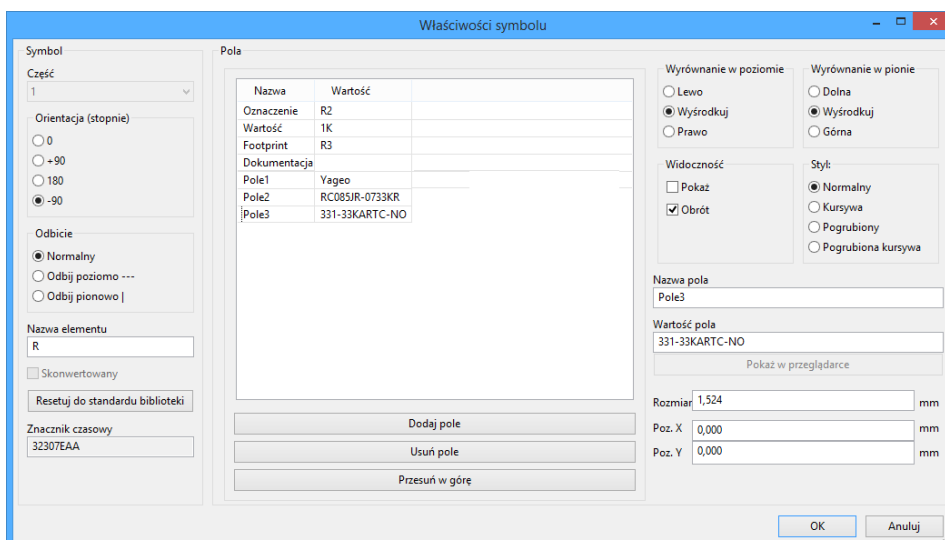 Właściwości symbolu
Symbol
Część
1
Orientacja (stopnie)
0
+90
180
-90
Odbicie
Normalny
Odbij poziomo ---
Odbij pionowo |
Nazwa elementu
R
Skonwertowany
Resetuj do standardu biblioteki
Znacznik czasowy
32307EAA
Pola
Nazwa Wartość
Oznaczenie R2
Wartość 1K
Footprint R3
Dokumentacja
Pole1 Yageo
Pole2 RC085JR-0733KR
Pole3 331-33KARTC-NO
Dodaj pole
Usuń pole
Przesuń w górę
Wyrównanie w poziomie
Lewo
Wyśrodkuj
Prawo
Wyrównanie w pionie
Dolna
Wyśrodkuj
Górna
Widoczność
Pokaż
Obrót
Styl:
Normalny
Kursywa
Pogrubiony
Pogrubiona kursywa
Nazwa pola
Pole3
Wartość pola
331-33KARTC-NO
Pokaż w przeglądarce
Rozmiar 1,524 mm
Poz. X 0,000 mm
Poz. Y 0,000 mm
OK Anuluj